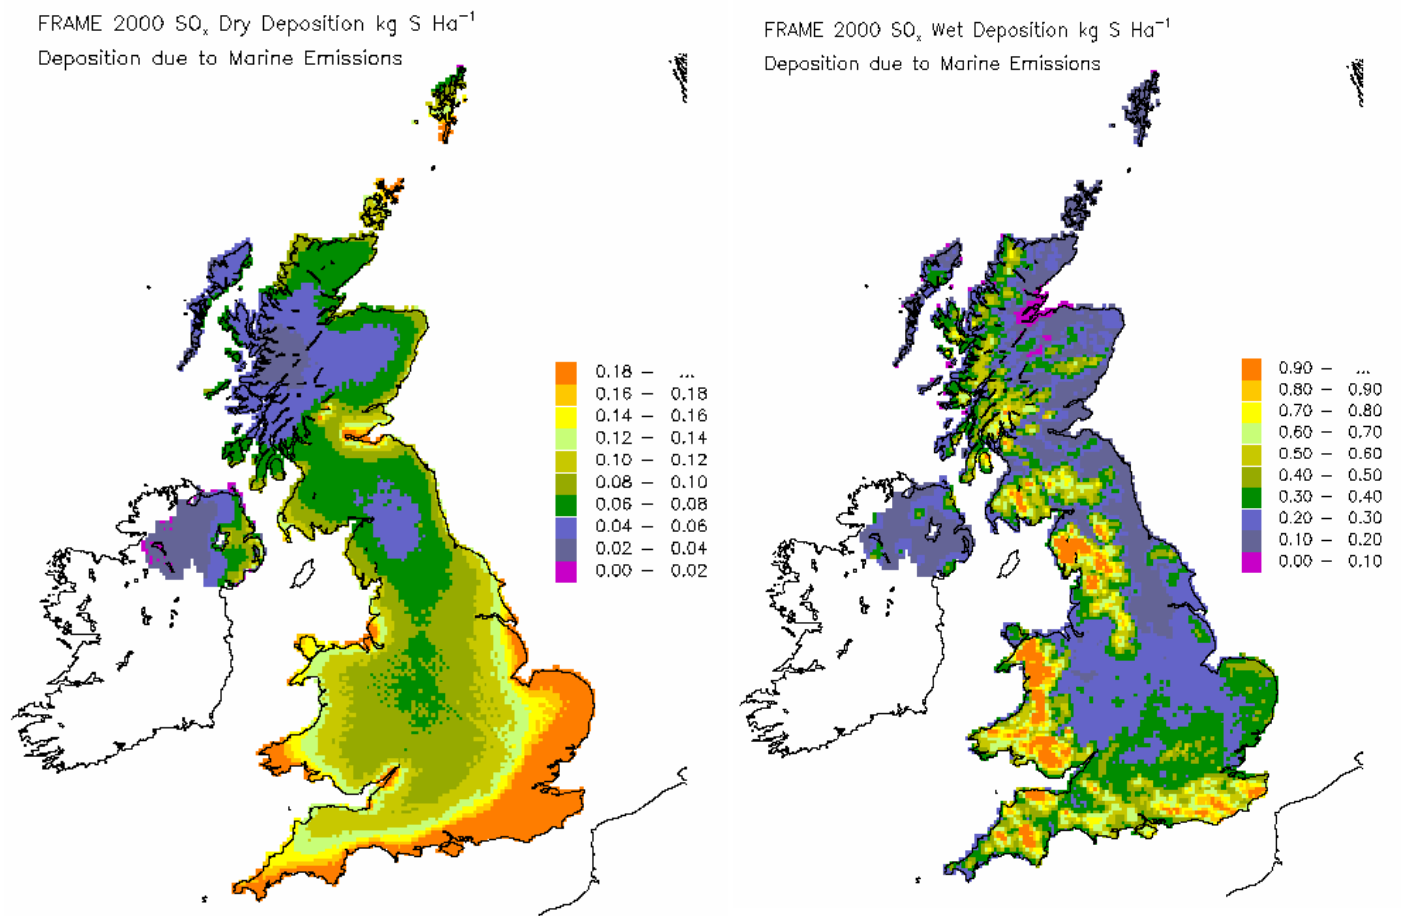 FRAME 2000 SOₓ Dry Deposition kg S Ha⁻¹
Deposition due to Marine Emissions
0.18 – ...
0.16 – 0.18
0.14 – 0.16
0.12 – 0.14
0.10 – 0.12
0.08 – 0.10
0.06 – 0.08
0.04 – 0.06
0.02 – 0.04
0.00 – 0.02
FRAME 2000 SOₓ Wet Deposition kg S Ha⁻¹
Deposition due to Marine Emissions
0.90 – ...
0.80 – 0.90
0.70 – 0.80
0.60 – 0.70
0.50 – 0.60
0.40 – 0.50
0.30 – 0.40
0.20 – 0.30
0.10 – 0.20
0.00 – 0.10